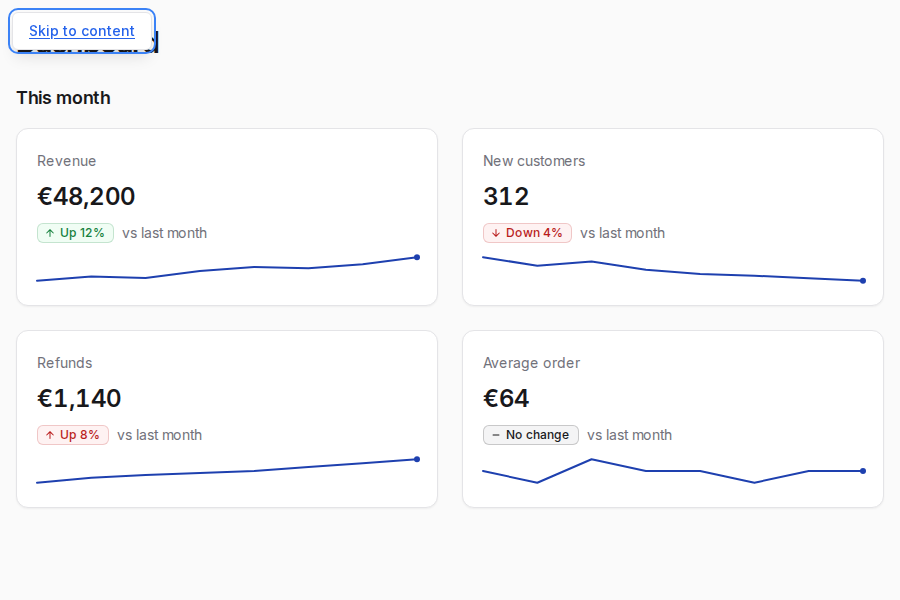 Skip to content
This month
Revenue
€48,200
↑ Up 12% vs last month
New customers
312
↓ Down 4% vs last month
Refunds
€1,140
↑ Up 8% vs last month
Average order
€64
– No change vs last month